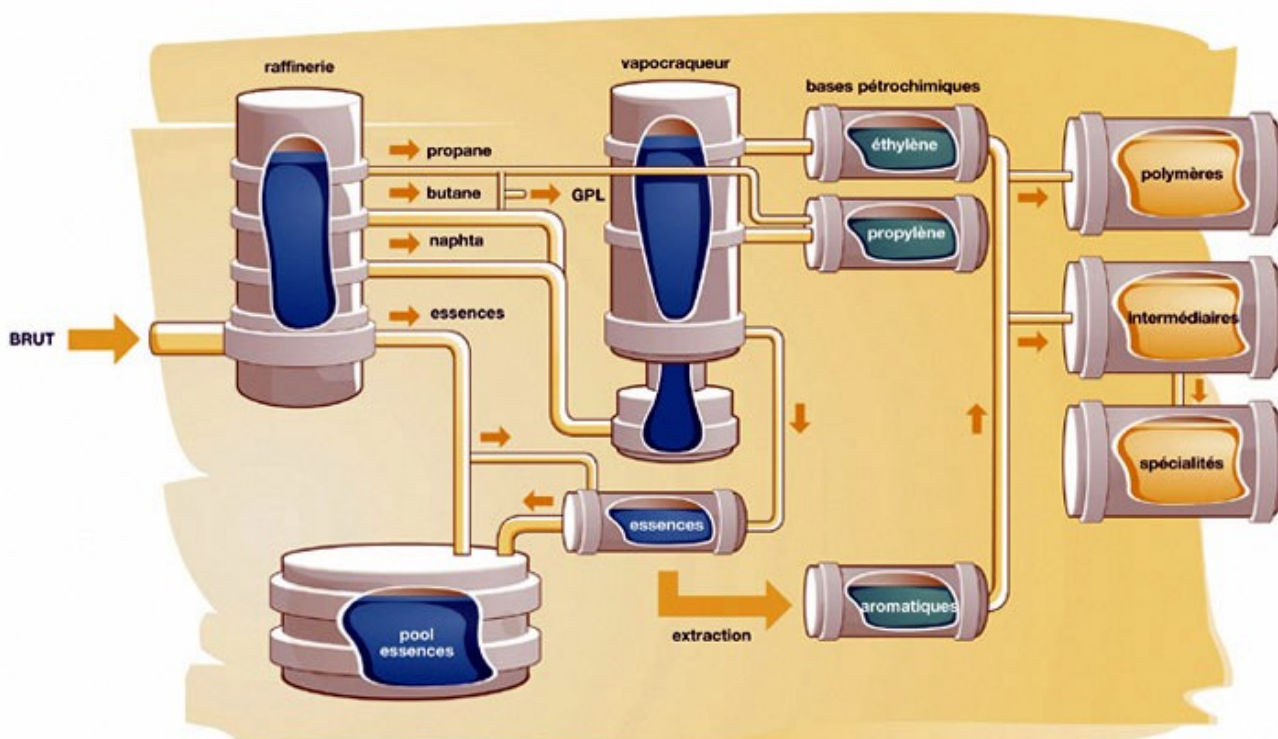 raffinerie
vapocraqueur
bases pétrochimiques
propane
éthylène
butane
GPL
polymères
naphta
propylène
essences
BRUT
intermédiaires
spécialités
essences
aromatiques
extraction
pool
essences